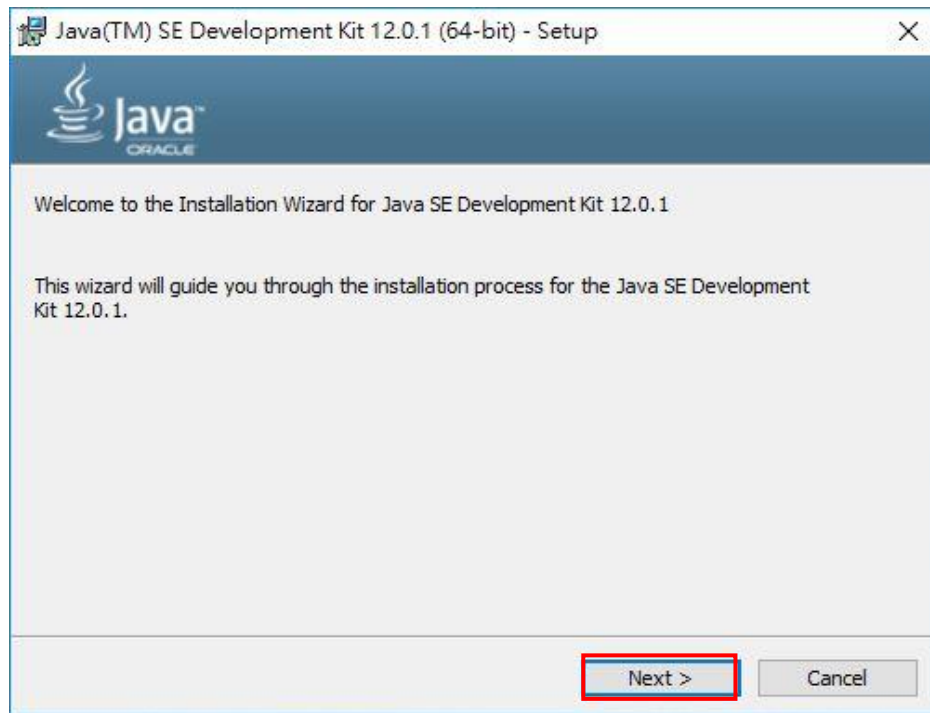 Java(TM) SE Development Kit 12.0.1 (64-bit) - Setup
Java™
ORACLE
Welcome to the Installation Wizard for Java SE Development Kit 12.0.1
This wizard will guide you through the installation process for the Java SE Development
Kit 12.0.1.
Next >
Cancel